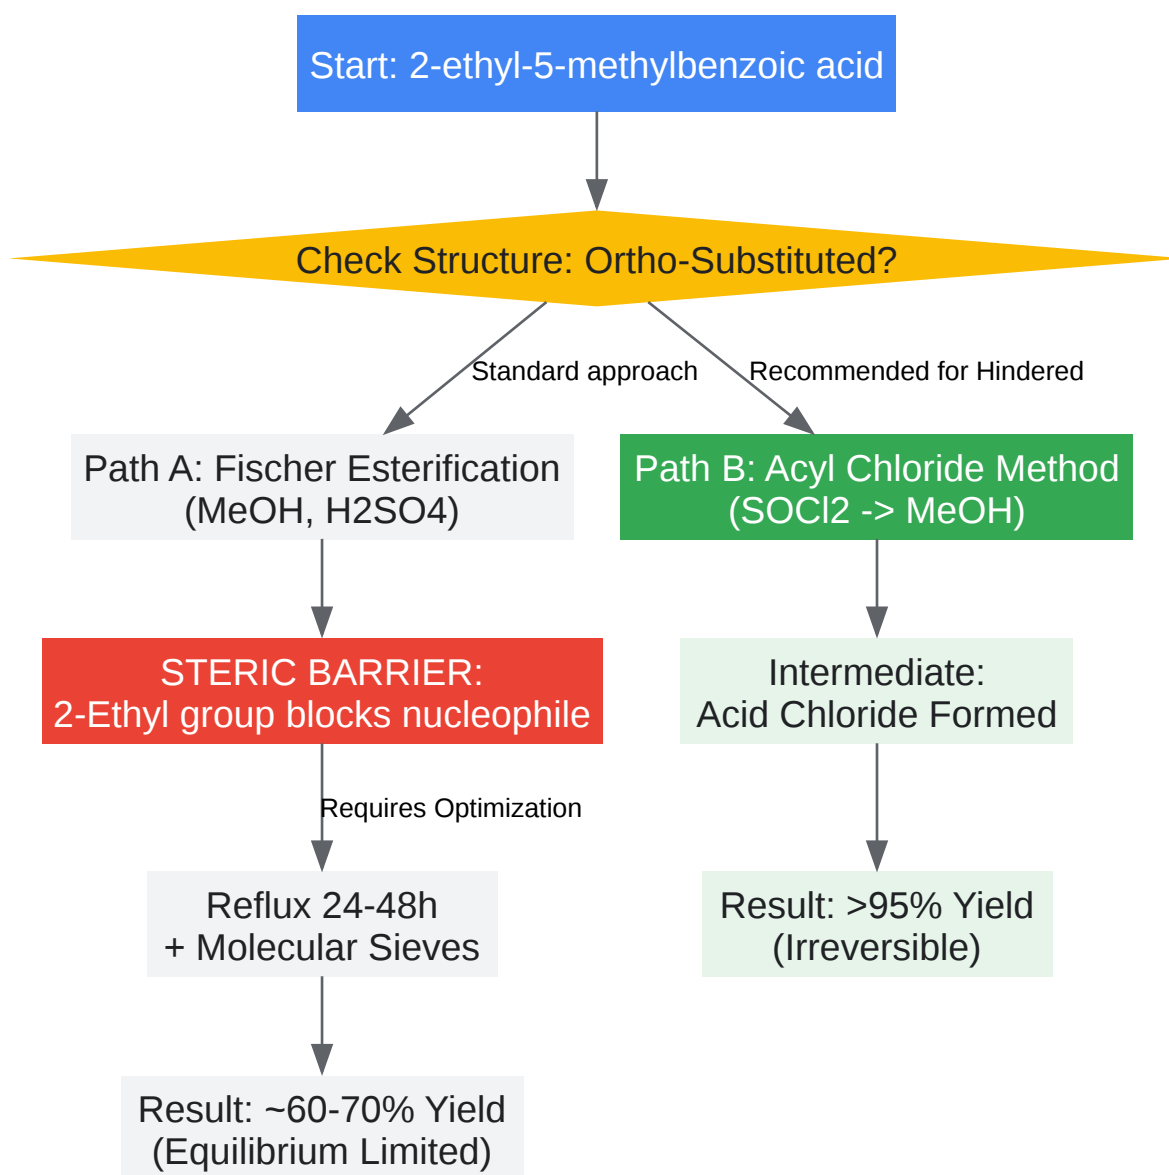 Start: 2-ethyl-5-methylbenzoic acid
Check Structure: Ortho-Substituted?
Standard approach
Recommended for Hindered
Path A: Fischer Esterification
(MeOH, H2SO4)
Path B: Acyl Chloride Method
(SOCl2 -> MeOH)
STERIC BARRIER:
2-Ethyl group blocks nucleophile
Intermediate:
Acid Chloride Formed
Requires Optimization
Reflux 24-48h
+ Molecular Sieves
Result: >95% Yield
(Irreversible)
Result: ~60-70% Yield
(Equilibrium Limited)